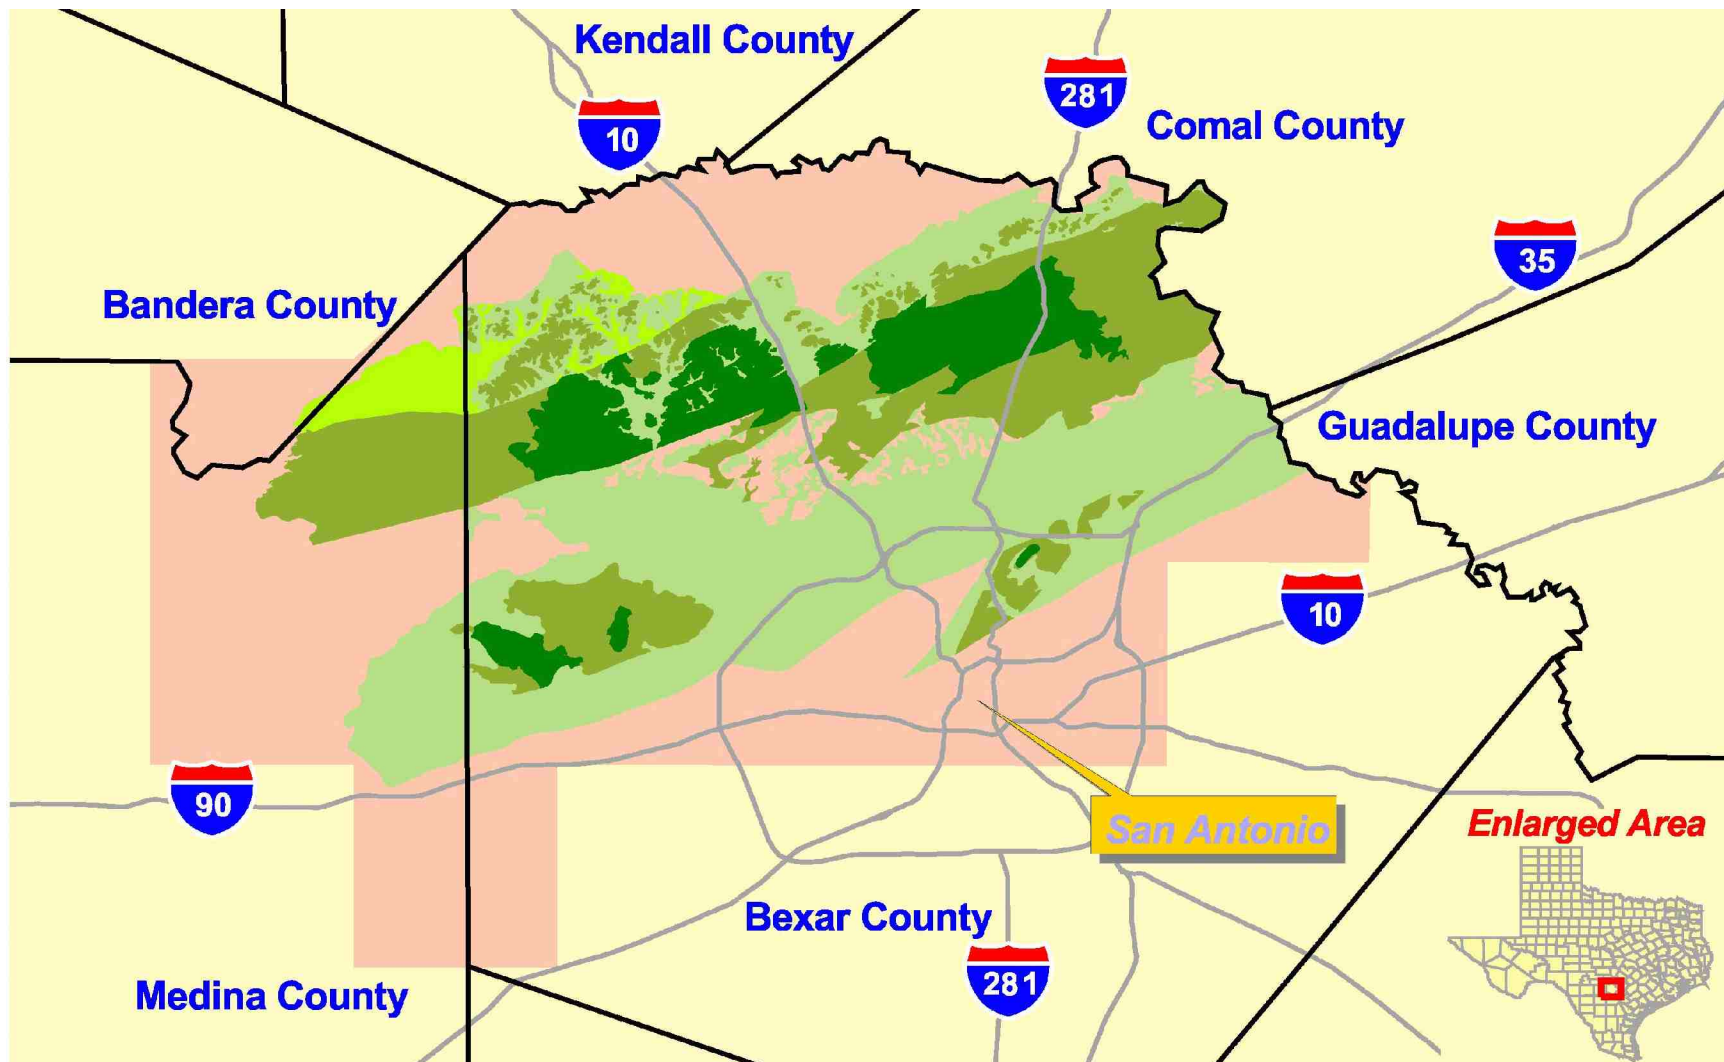 Kendall County
281
10
Comal County
35
Bandera County
Guadalupe County
10
90
San Antonio
Enlarged Area
Bexar County
281
Medina County